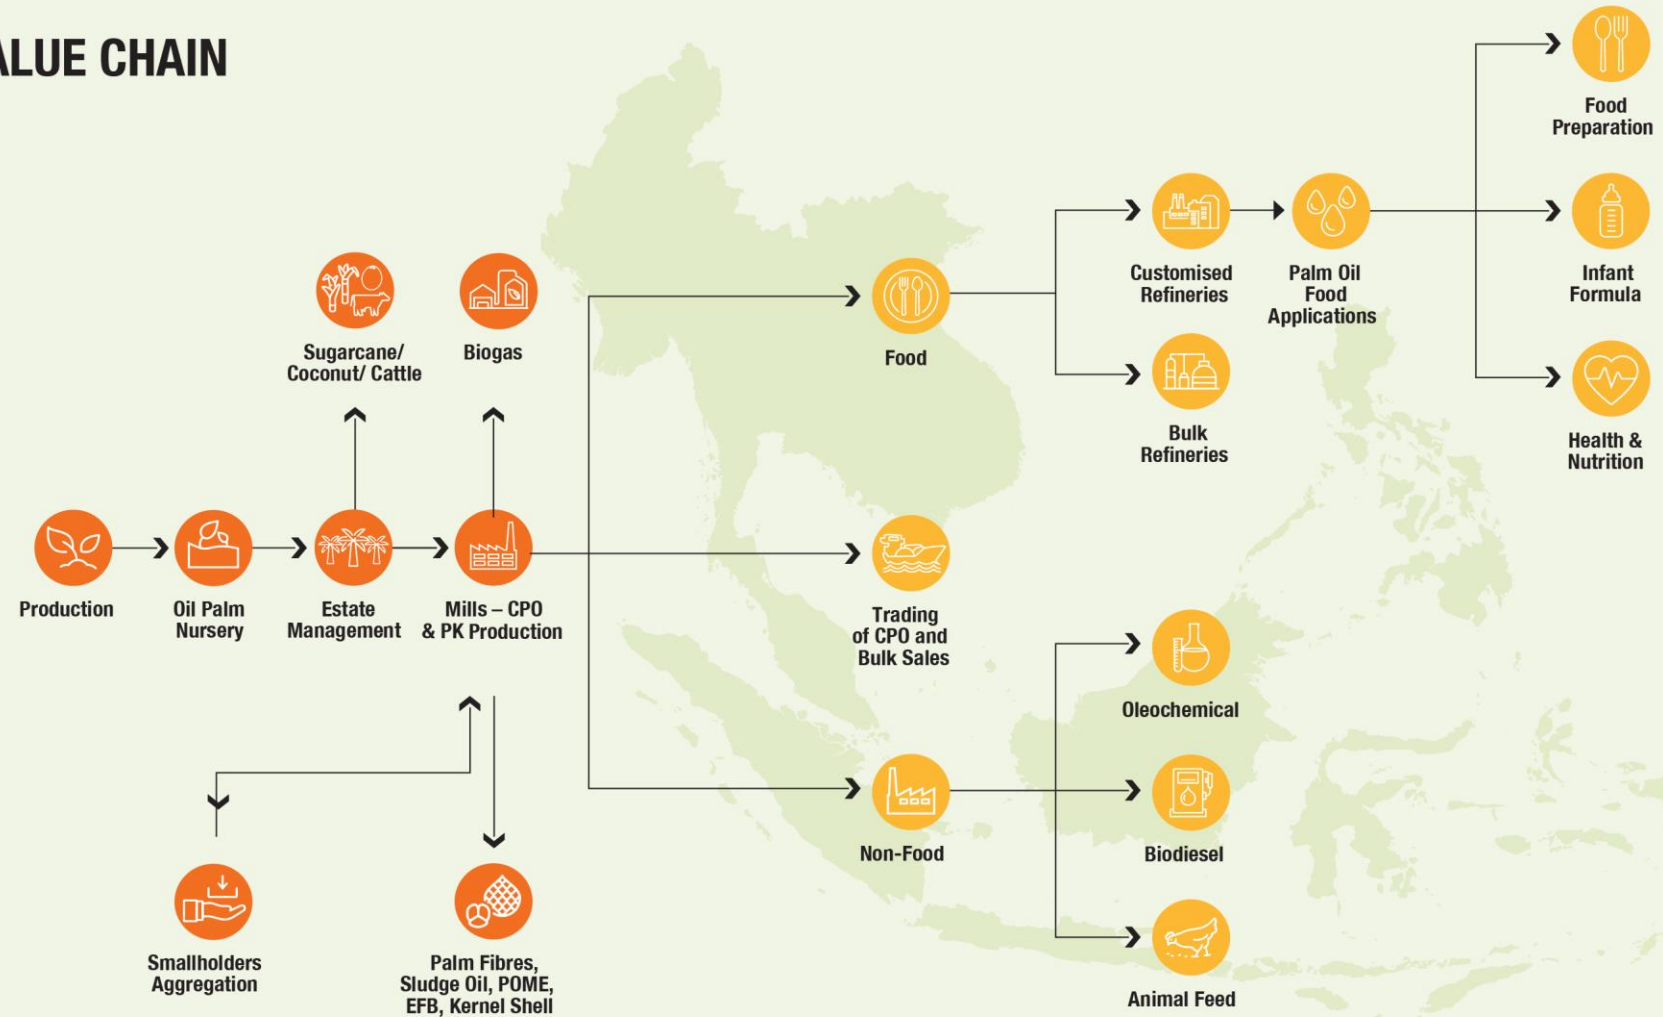 ALUE CHAIN
Food
Preparation
Customised
Refineries
Palm Oil
Food
Applications
Infant
Formula
Sugarcane/
Coconut/ Cattle
Biogas
Food
Bulk
Refineries
Health &
Nutrition
Production
Oil Palm
Nursery
Estate
Management
Mills – CPO
& PK Production
Trading
of CPO and
Bulk Sales
Oleochemical
Non-Food
Biodiesel
Smallholders
Aggregation
Palm Fibres,
Sludge Oil, POME,
EFB, Kernel Shell
Animal Feed